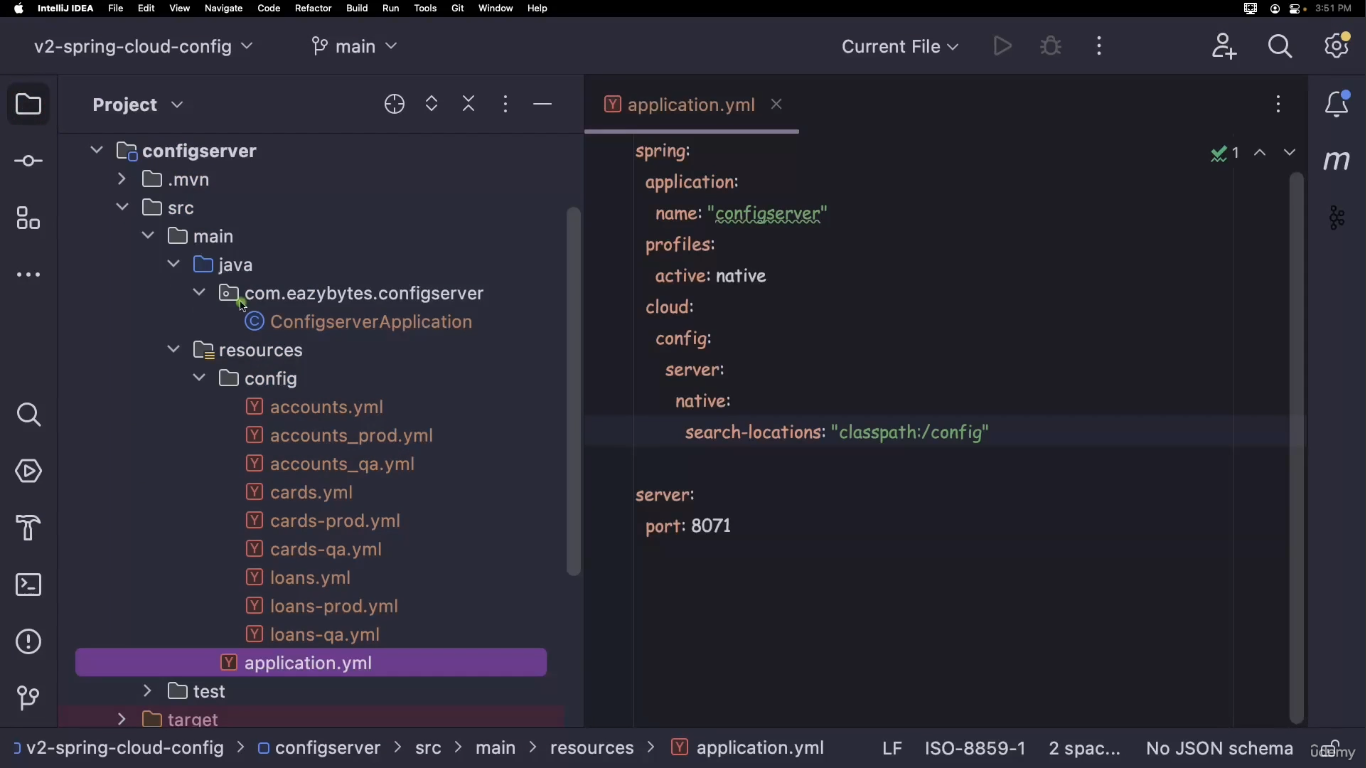 IntelliJ IDEA File Edit View Navigate Code Refactor Build Run Tools Git Window Help 3:51 PM
v2-spring-cloud-config main Current File
Project
application.yml
configserver
.mvn
src
main
java
com.eazybytes.configserver
ConfigserverApplication
resources
config
accounts.yml
accounts_prod.yml
accounts_qa.yml
cards.yml
cards-prod.yml
cards-qa.yml
loans.yml
loans-prod.yml
loans-qa.yml
application.yml
test
target
spring:
application:
name: "configserver"
profiles:
active: native
cloud:
config:
server:
native:
search-locations: "classpath:/config"
server:
port: 8071
1
m
v2-spring-cloud-config > configserver > src > main > resources > application.yml LF ISO-8859-1 2 spac... No JSON schema
udemy